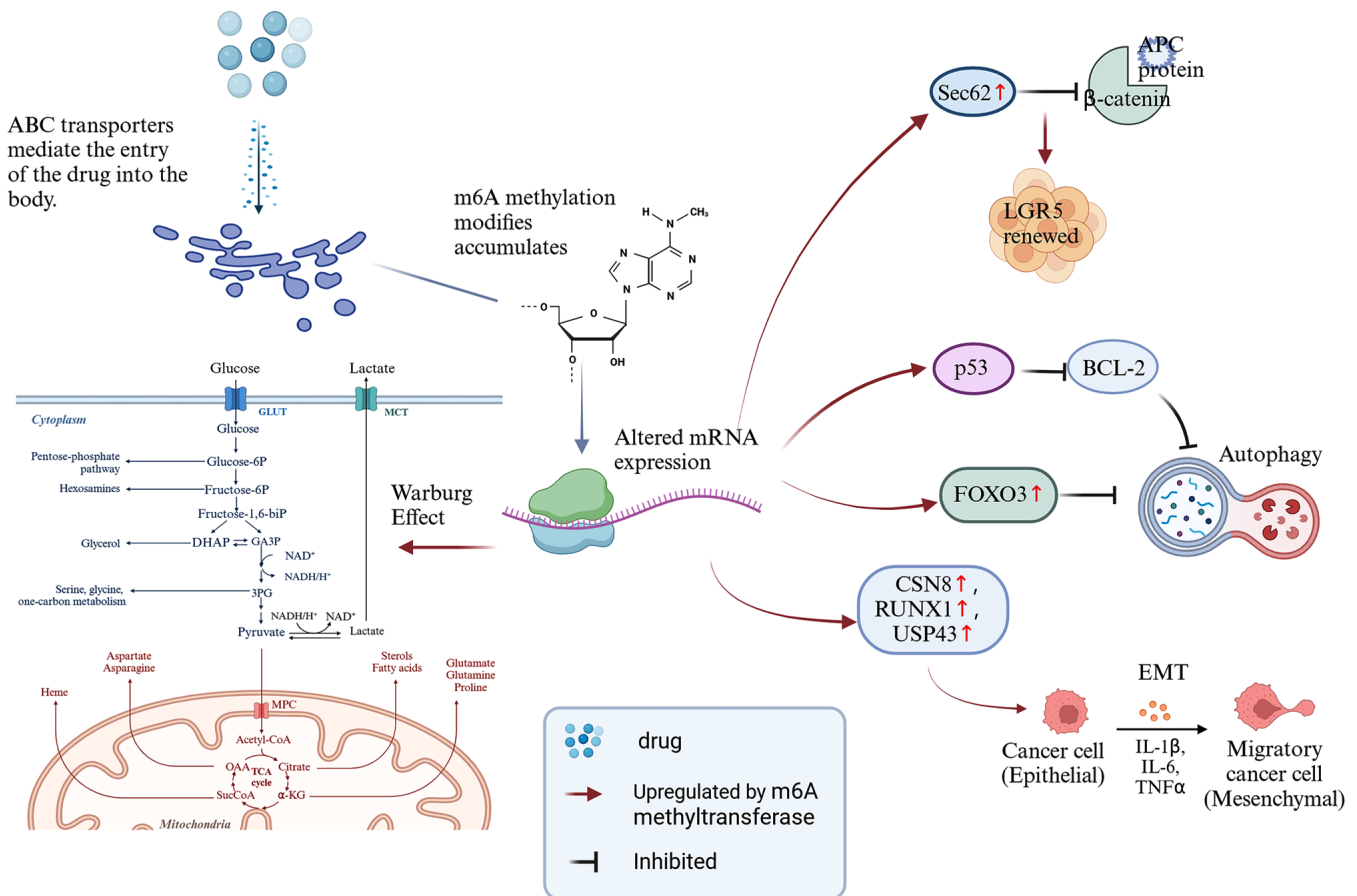 ABC transporters
mediate the entry
of the drug into the
body.
m6A methylation
modifies
accumulates
H
N
CH₃
N
N
N
N
O
O
O
OH
Sec62↑
APC
protein
β-catenin
LGR5
renewed
p53
BCL-2
Autophagy
FOXO3↑
Altered mRNA
expression
Warburg
Effect
CSN8↑,
RUNX1↑,
USP43↑
EMT
IL-1β,
IL-6,
TNFα
Cancer cell
(Epithelial)
Migratory
cancer cell
(Mesenchymal)
Glucose
Lactate
Cytoplasm
GLUT
MCT
Glucose
Pentose-phosphate
pathway
Glucose-6P
Hexosamines
Fructose-6P
Fructose-1,6-biP
Glycerol
DHAP
GA3P
NAD⁺
NADH/H⁺
Serine, glycine,
one-carbon metabolism
3PG
NADH/H⁺
NAD⁺
Pyruvate
Lactate
Aspartate
Asparagine
Sterols
Fatty acids
Glutamate
Glutamine
Proline
Heme
MPC
Acetyl-CoA
OAA
TCA
cycle
Citrate
SucCoA
α-KG
Mitochondria
drug
Upregulated by m6A
methyltransferase
Inhibited